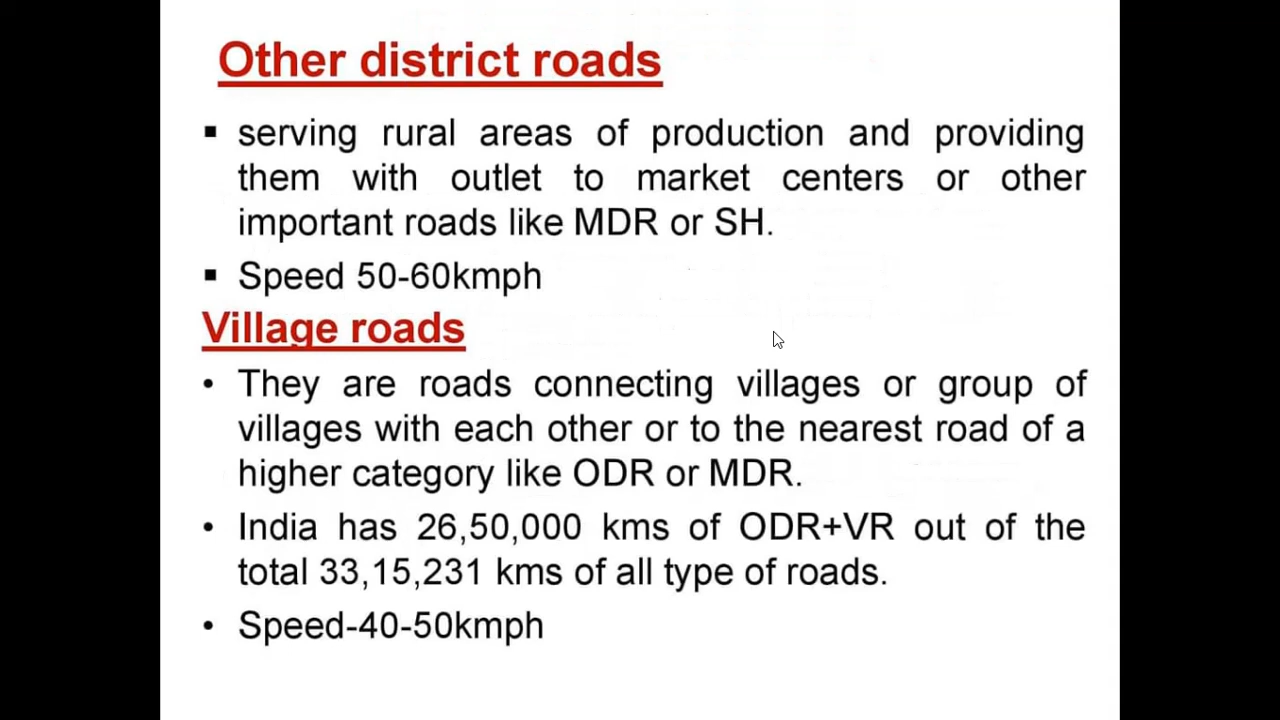 Other district roads
▪ serving rural areas of production and providing
them with outlet to market centers or other
important roads like MDR or SH.
▪ Speed 50-60kmph
Village roads
• They are roads connecting villages or group of
villages with each other or to the nearest road of a
higher category like ODR or MDR.
• India has 26,50,000 kms of ODR+VR out of the
total 33,15,231 kms of all type of roads.
• Speed-40-50kmph